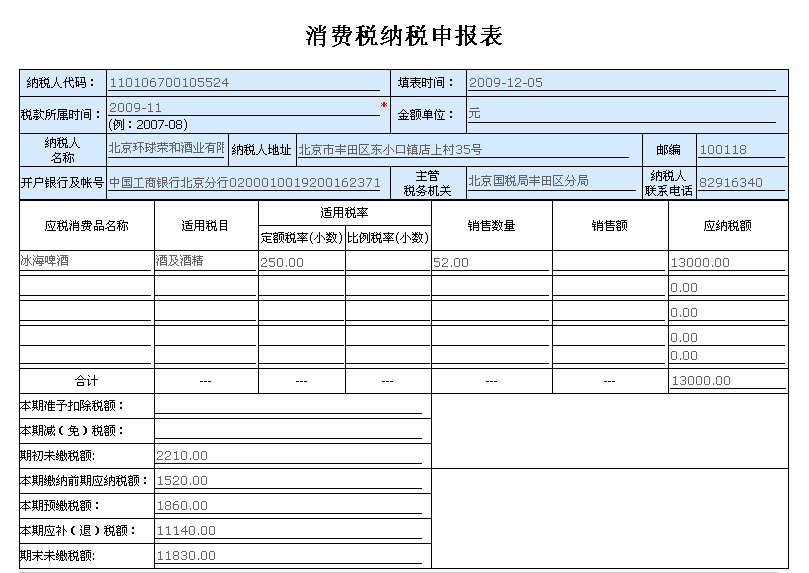 消费税纳税申报表
纳税人代码： 110106700105524 填表时间： 2009-12-05
税款所属时间： 2009-11 * 金额单位： 元
(例：2007-08)
纳税人名称 北京环球荣和酒业有限 纳税人地址 北京市丰田区东小口镇店上村35号 邮编 100118
开户银行及帐号 中国工商银行北京分行0200010019200162371 主管税务机关 北京国税局丰田区分局 纳税人联系电话 82916340
应税消费品名称 适用税目 适用税率 销售数量 销售额 应纳税额
定额税率(小数) 比例税率(小数)
冰海啤酒 酒及酒精 250.00 52.00 13000.00
0.00
0.00
0.00
0.00
合计 --- --- --- --- --- 13000.00
本期准予扣除税额：
本期减（免）税额：
期初未缴税额: 2210.00
本期缴纳前期应纳税额： 1520.00
本期预缴税额： 1860.00
本期应补（退）税额： 11140.00
期末未缴税额: 11830.00